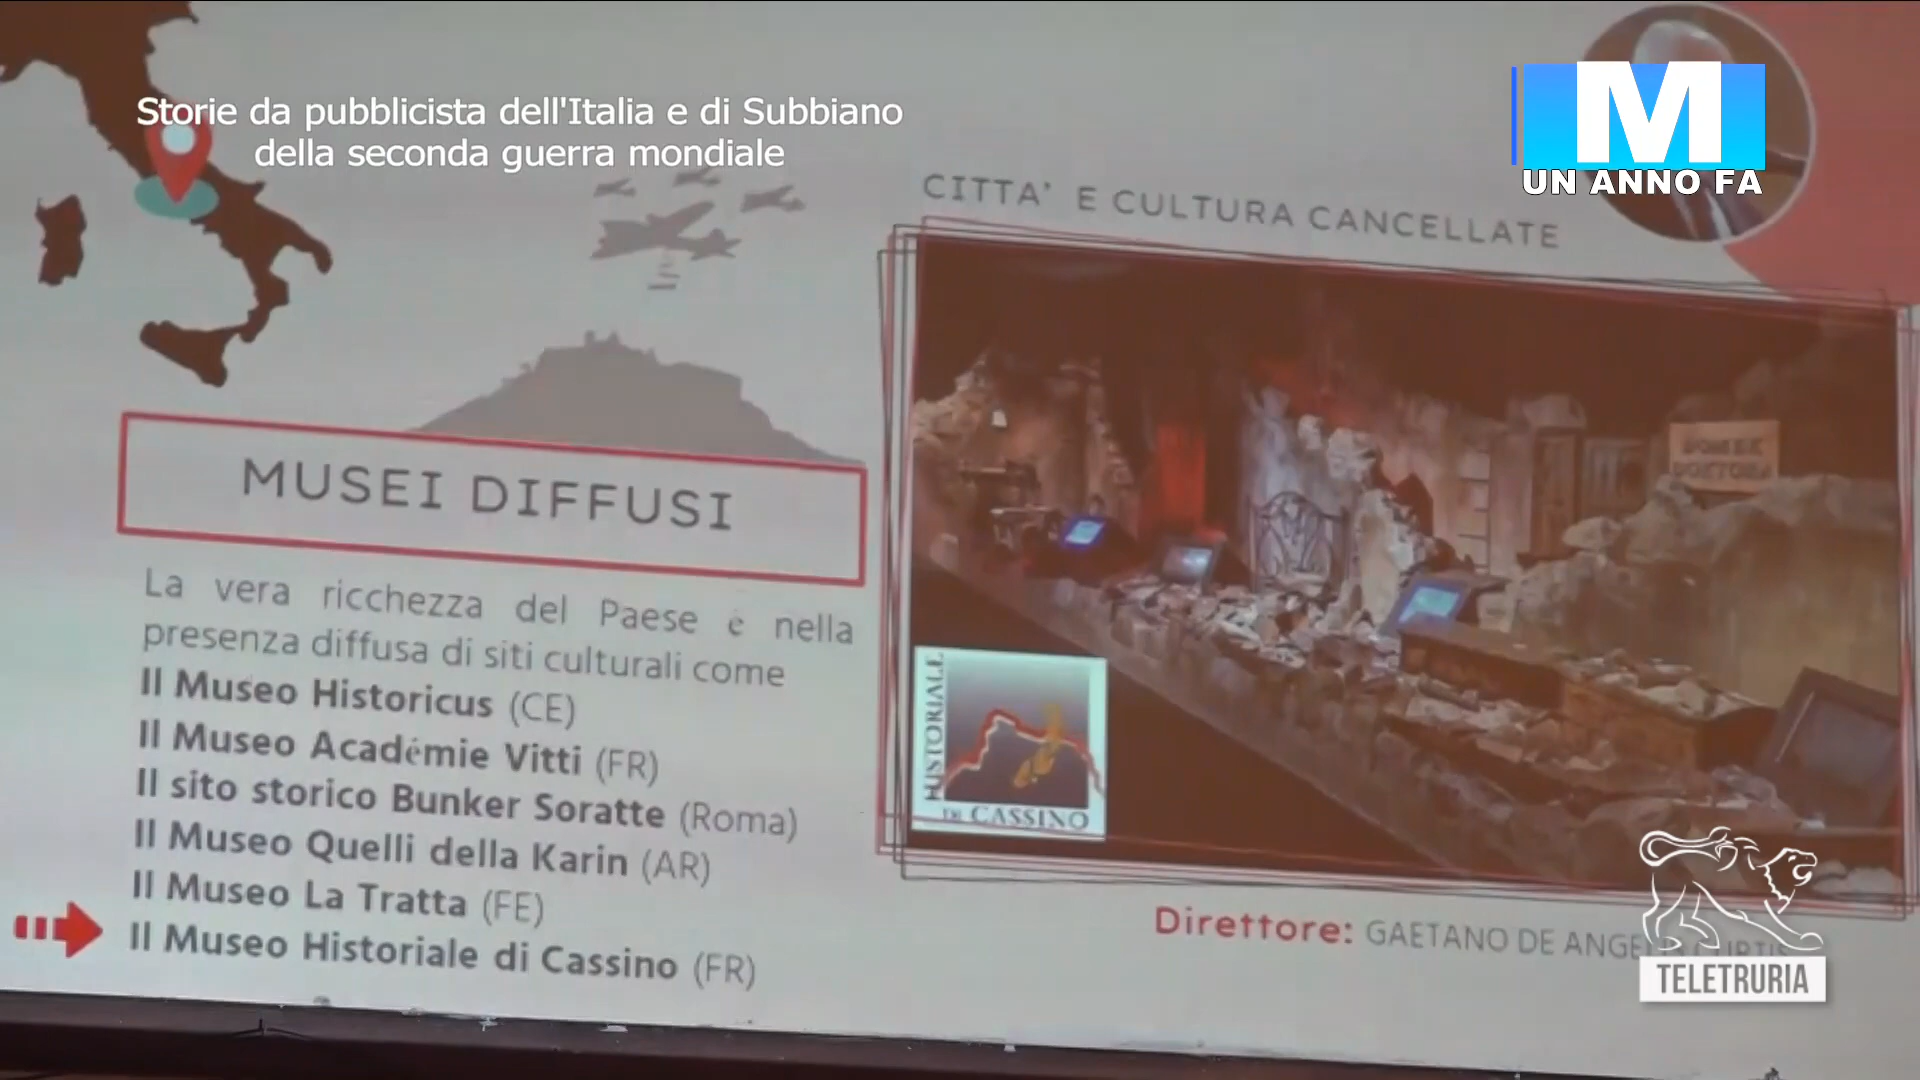 Storie da pubblicista dell'Italia e di Subbiano
della seconda guerra mondiale
M
UN ANNO FA
CITTA' E CULTURA CANCELLATE
MUSEI DIFFUSI
La vera ricchezza del Paese è nella
presenza diffusa di siti culturali come
Il Museo Historicus (CE)
Il Museo Académie Vitti (FR)
Il sito storico Bunker Soratte (Roma)
Il Museo Quelli della Karin (AR)
Il Museo La Tratta (FE)
Il Museo Historiale di Cassino (FR)
HISTORIALE
DI CASSINO
Direttore: GAETANO DE ANGELIS CURTIS
TELETRURIA